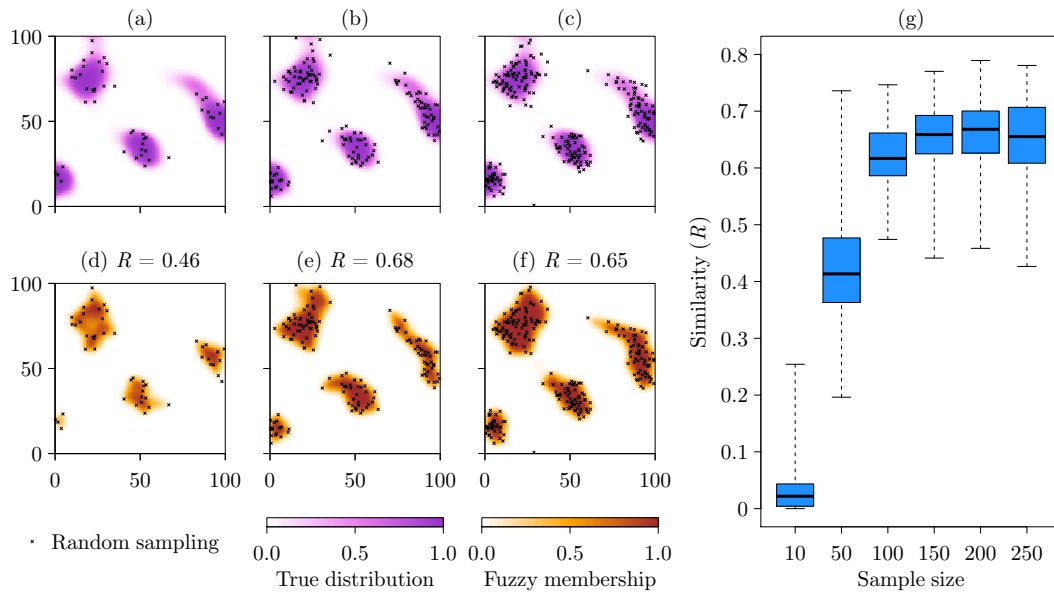 (a) (b) (c) (g)
100
50
0
(d) R = 0.46 (e) R = 0.68 (f) R = 0.65
100
50
0
0 50 100 0 50 100 0 50 100
Random sampling
0.0 0.5 1.0
True distribution
0.0 0.5 1.0
Fuzzy membership
Similarity (R)
0.8
0.7
0.6
0.5
0.4
0.3
0.2
0.1
0
10 50 100 150 200 250
Sample size